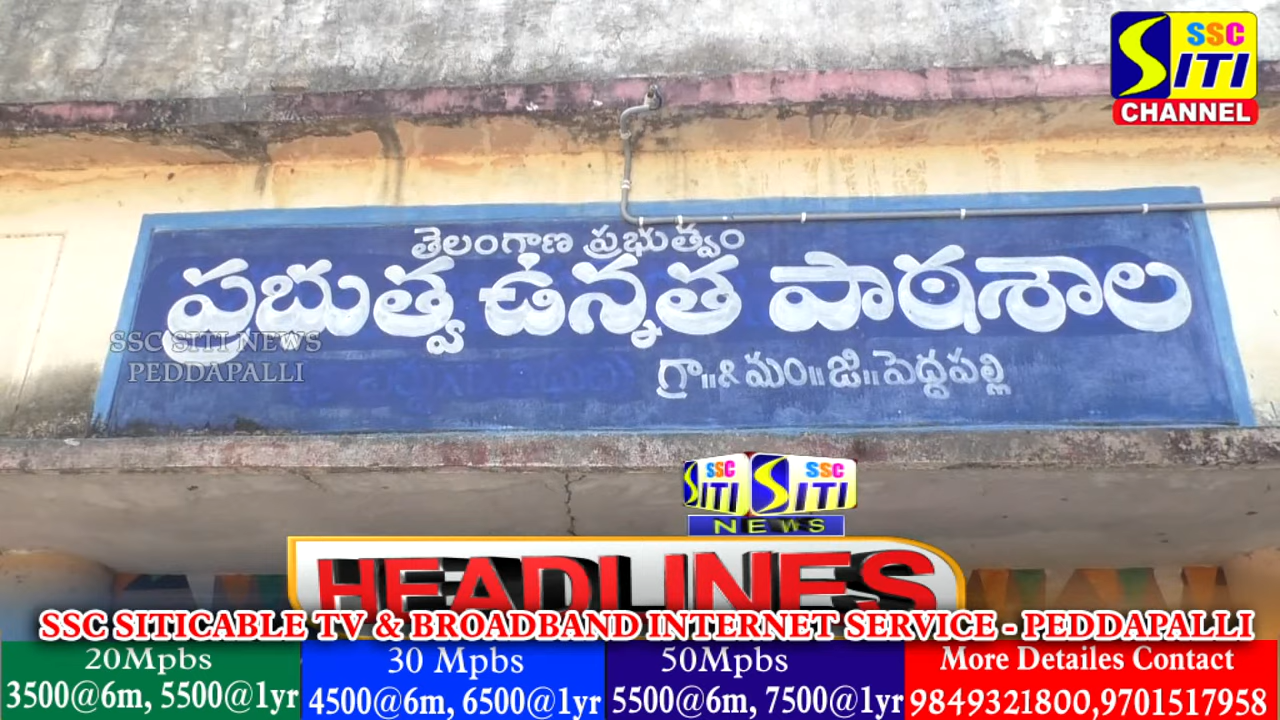 SSC
SITI
CHANNEL
తెలంగాణ ప్రభుత్వం
ప్రభుత్వ ఉన్నత పాఠశాల
గ్రా॥& మం॥ జి॥ పెద్దపల్లి
SSC SITI NEWS
PEDDAPALLI
SSC SITI SSC SITI
NEWS
HEADLINES
SSC SITICABLE TV & BROADBAND INTERNET SERVICE - PEDDAPALLI
20Mpbs 30 Mpbs 50Mpbs More Detailes Contact
3500@6m, 5500@1yr 4500@6m, 6500@1yr 5500@6m, 7500@1yr 9849321800,9701517958